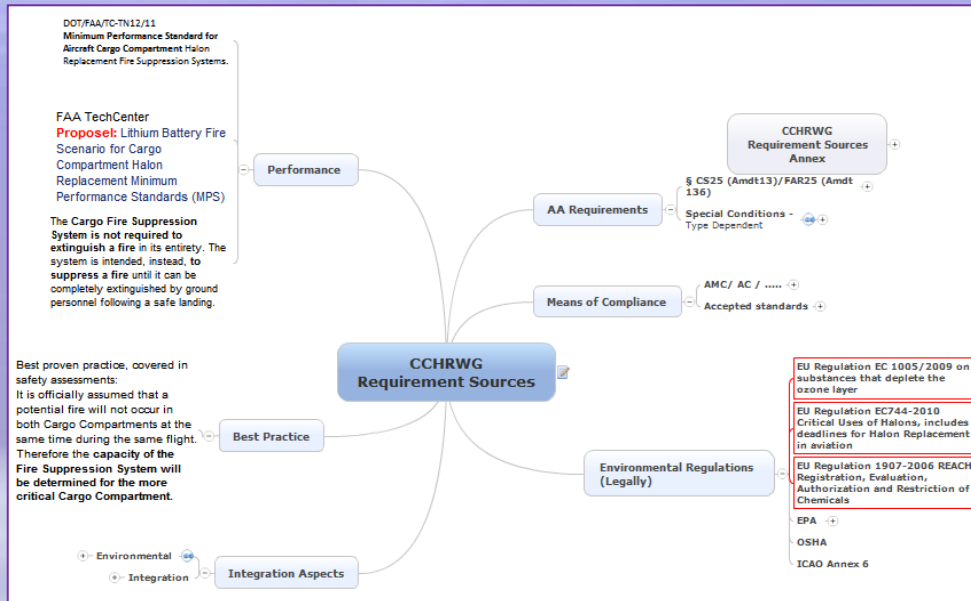 DOT/FAA/TC-TN12/11
Minimum Performance Standard for
Aircraft Cargo Compartment Halon
Replacement Fire Suppression Systems.
FAA TechCenter
Proposel: Lithium Battery Fire
Scenario for Cargo
Compartment Halon
Replacement Minimum
Performance Standards (MPS)
The Cargo Fire Suppression
System is not required to
extinguish a fire in its entirety. The
system is intended, instead, to
suppress a fire until it can be
completely extinguished by ground
personnel following a safe landing.
Performance
CCHRWG
Requirement Sources
Annex
AA Requirements
§ CS25 (Amdt13)/FAR25 (Amdt
136)
Special Conditions -
Type Dependent
Means of Compliance
AMC/ AC / .....
Accepted standards
CCHRWG
Requirement Sources
Best proven practice, covered in
safety assessments:
It is officially assumed that a
potential fire will not occur in
both Cargo Compartments at the
same time during the same flight.
Therefore the capacity of the
Fire Suppression System will
be determined for the more
critical Cargo Compartment.
Best Practice
Environmental Regulations
(Legally)
EU Regulation EC 1005/2009 on
substances that deplete the
ozone layer
EU Regulation EC744-2010
Critical Uses of Halons, includes
deadlines for Halon Replacement
in aviation
EU Regulation 1907-2006 REACH
Registration, Evaluation,
Authorization and Restriction of
Chemicals
EPA
OSHA
ICAO Annex 6
Environmental
Integration
Integration Aspects